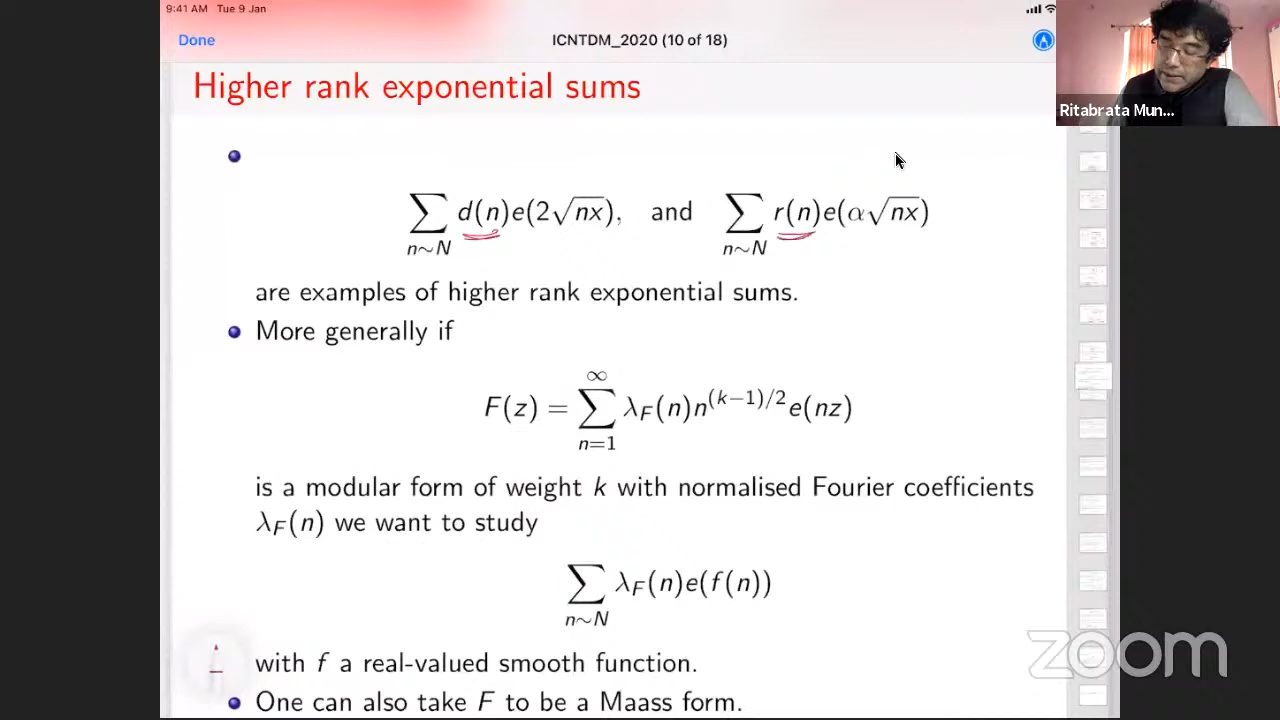 9:41 AM Tue 9 Jan
Done
ICNTDM_2020 (10 of 18)
Ritabrata Mun...
Higher rank exponential sums
∑_{n∼N} d(n)e(2√nx), and ∑_{n∼N} r(n)e(α√nx)
are examples of higher rank exponential sums.
More generally if
F(z) = ∑_{n=1}^{∞} λ_F(n)n^{(k−1)/2}e(nz)
is a modular form of weight k with normalised Fourier coefficients
λ_F(n) we want to study
∑_{n∼N} λ_F(n)e(f(n))
with f a real-valued smooth function.
One can also take F to be a Maass form.
zoom